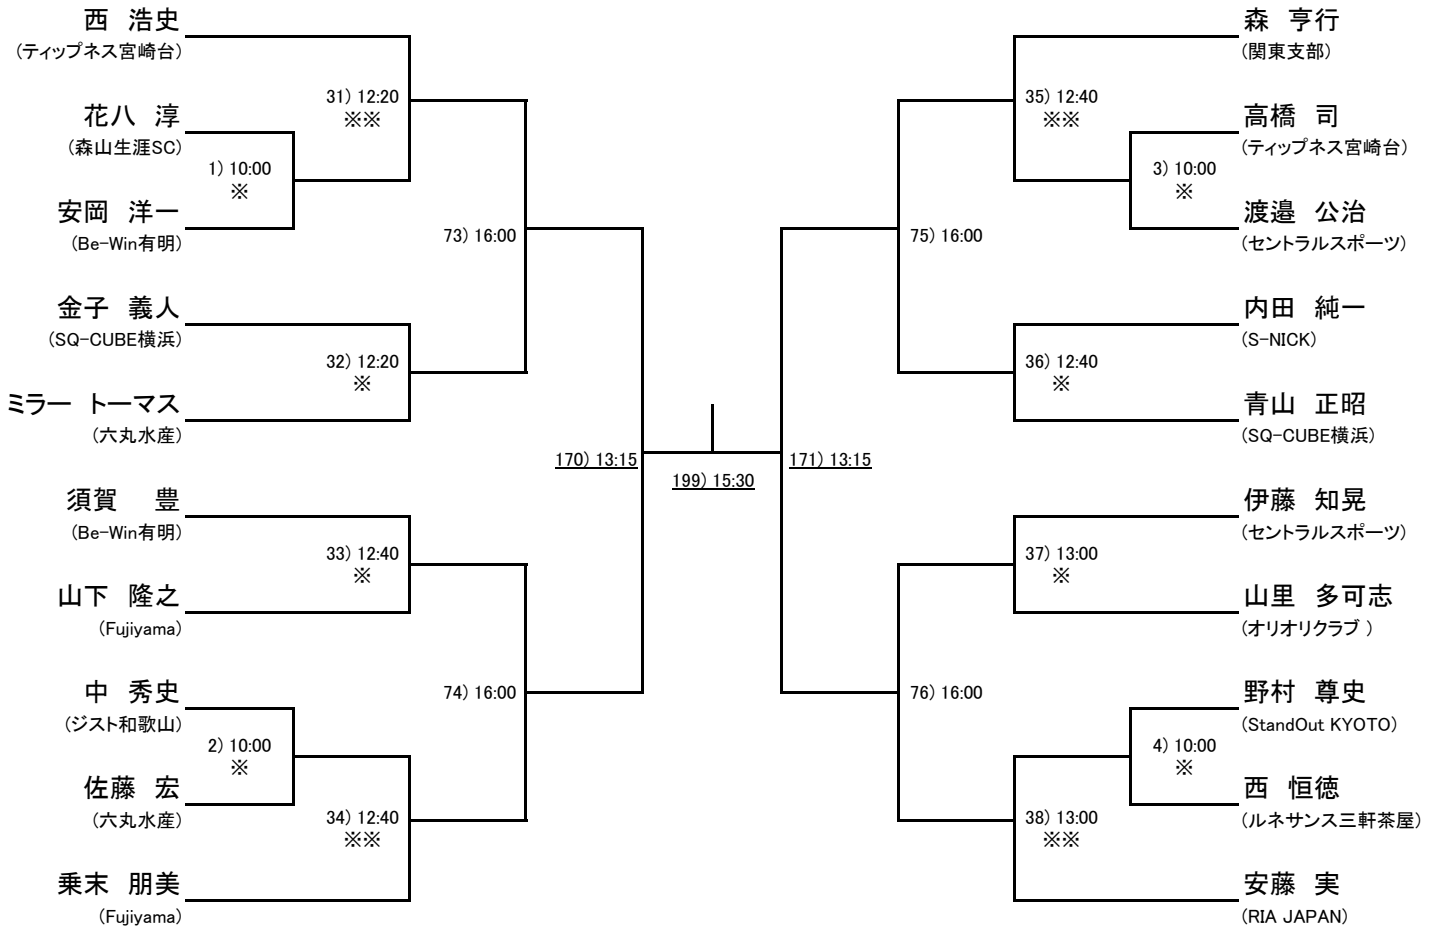 西 浩史
(ティップネス宮崎台)
31) 12:20
※※
花八 淳
(森山生涯SC)
1) 10:00
※
安岡 洋一
(Be-Win有明)
73) 16:00
金子 義人
(SQ-CUBE横浜)
32) 12:20
※
ミラー トーマス
(六丸水産)
170) 13:15
須賀 豊
(Be-Win有明)
33) 12:40
※
山下 隆之
(Fujiyama)
中 秀史
(ジスト和歌山)
74) 16:00
2) 10:00
※
佐藤 宏
(六丸水産)
34) 12:40
※※
乗末 朋美
(Fujiyama)
199) 15:30
森 亨行
(関東支部)
35) 12:40
※※
高橋 司
(ティップネス宮崎台)
3) 10:00
※
渡邉 公治
(セントラルスポーツ)
75) 16:00
内田 純一
(S-NICK)
36) 12:40
※
青山 正昭
(SQ-CUBE横浜)
171) 13:15
伊藤 知晃
(セントラルスポーツ)
37) 13:00
※
山里 多可志
(オリオリクラブ )
野村 尊史
(StandOut KYOTO)
76) 16:00
4) 10:00
※
西 恒徳
(ルネサンス三軒茶屋)
38) 13:00
※※
安藤 実
(RIA JAPAN)